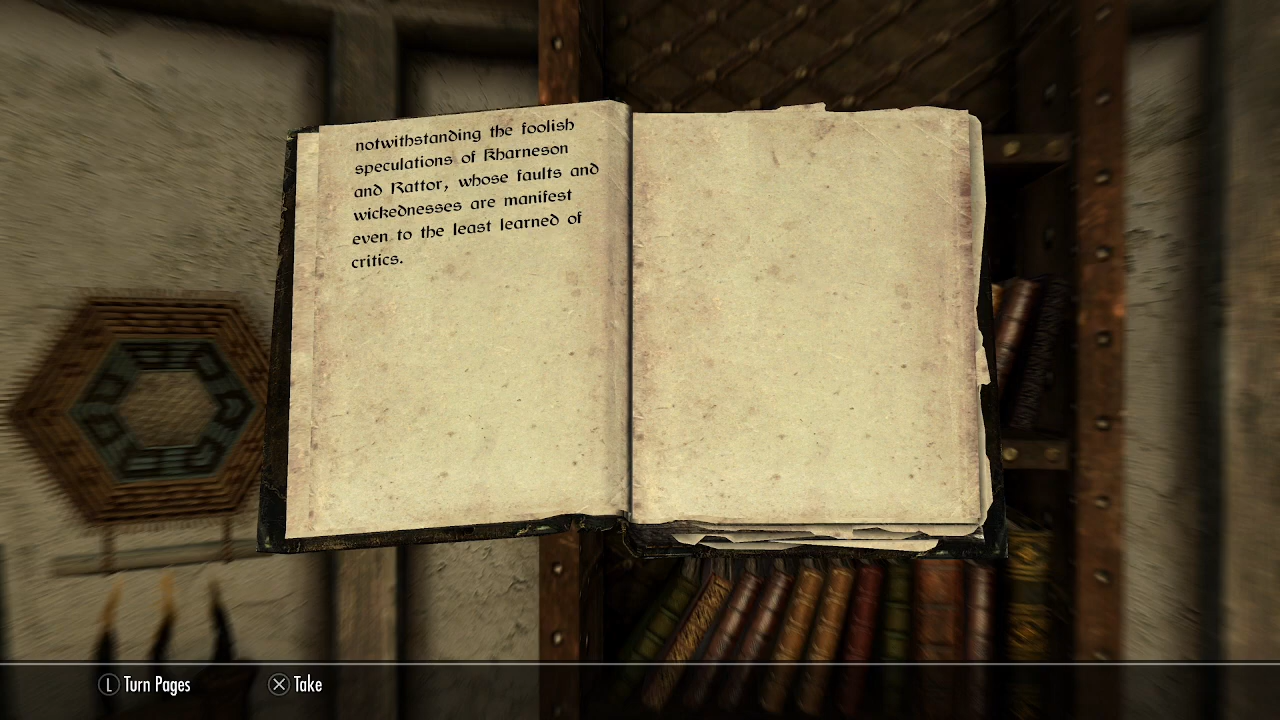 notwithstanding the foolish
speculations of Kharneson
and Rattor, whose faults and
wickednesses are manifest
even to the least learned of
critics.
L Turn Pages
X Take